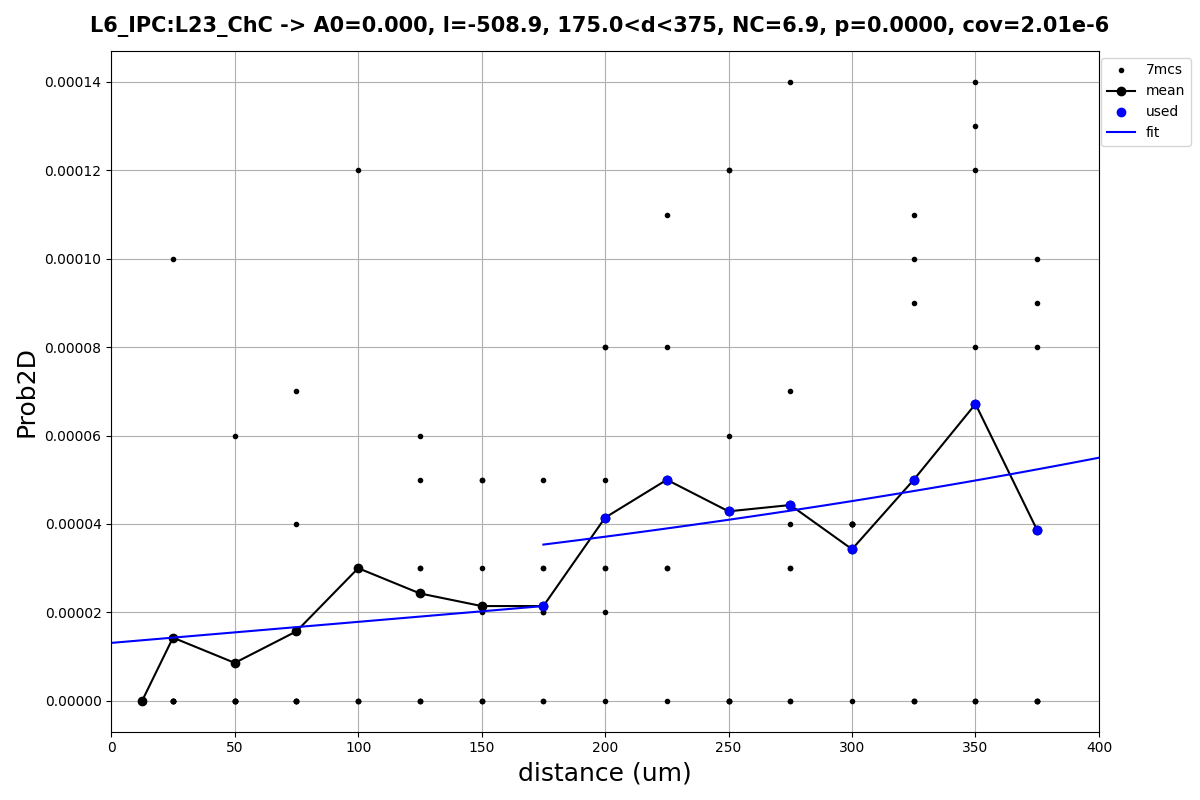 L6_IPC:L23_ChC -> A0=0.000, l=-508.9, 175.0<d<375, NC=6.9, p=0.0000, cov=2.01e-6
7mcs
mean
used
fit
Prob2D
0.00014
0.00012
0.00010
0.00008
0.00006
0.00004
0.00002
0.00000
0 50 100 150 200 250 300 350 400
distance (um)